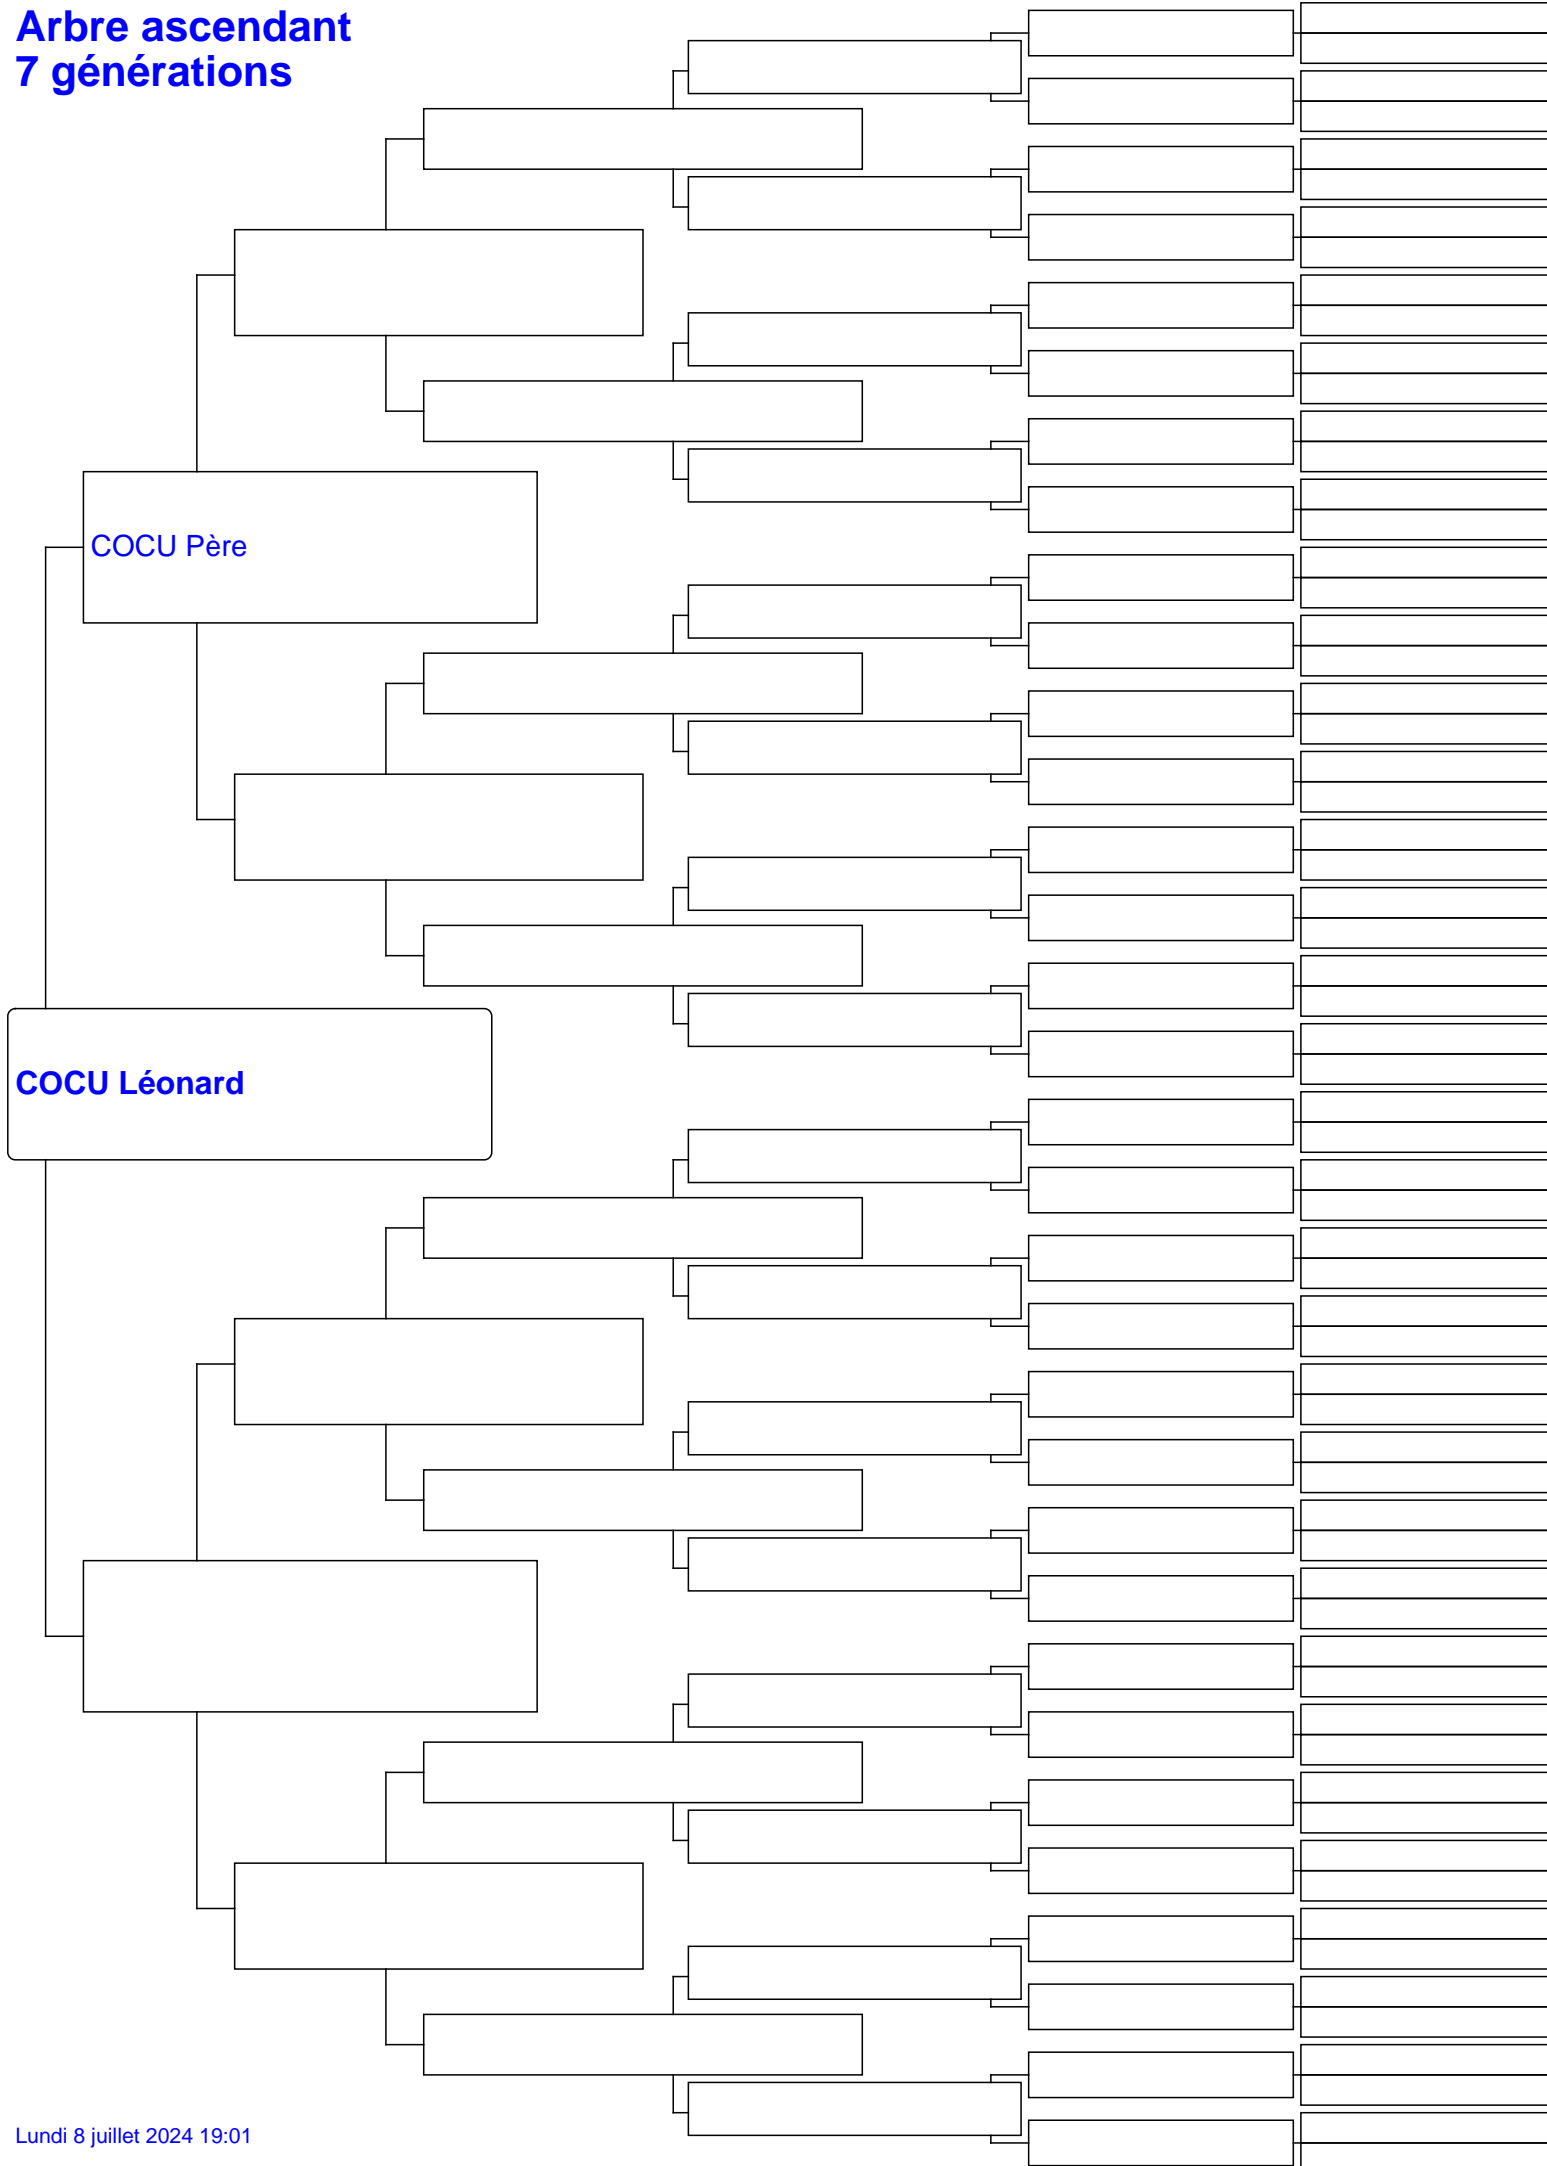 Arbre ascendant
7 générations
COCU Père
COCU Léonard
Lundi 8 juillet 2024 19:01